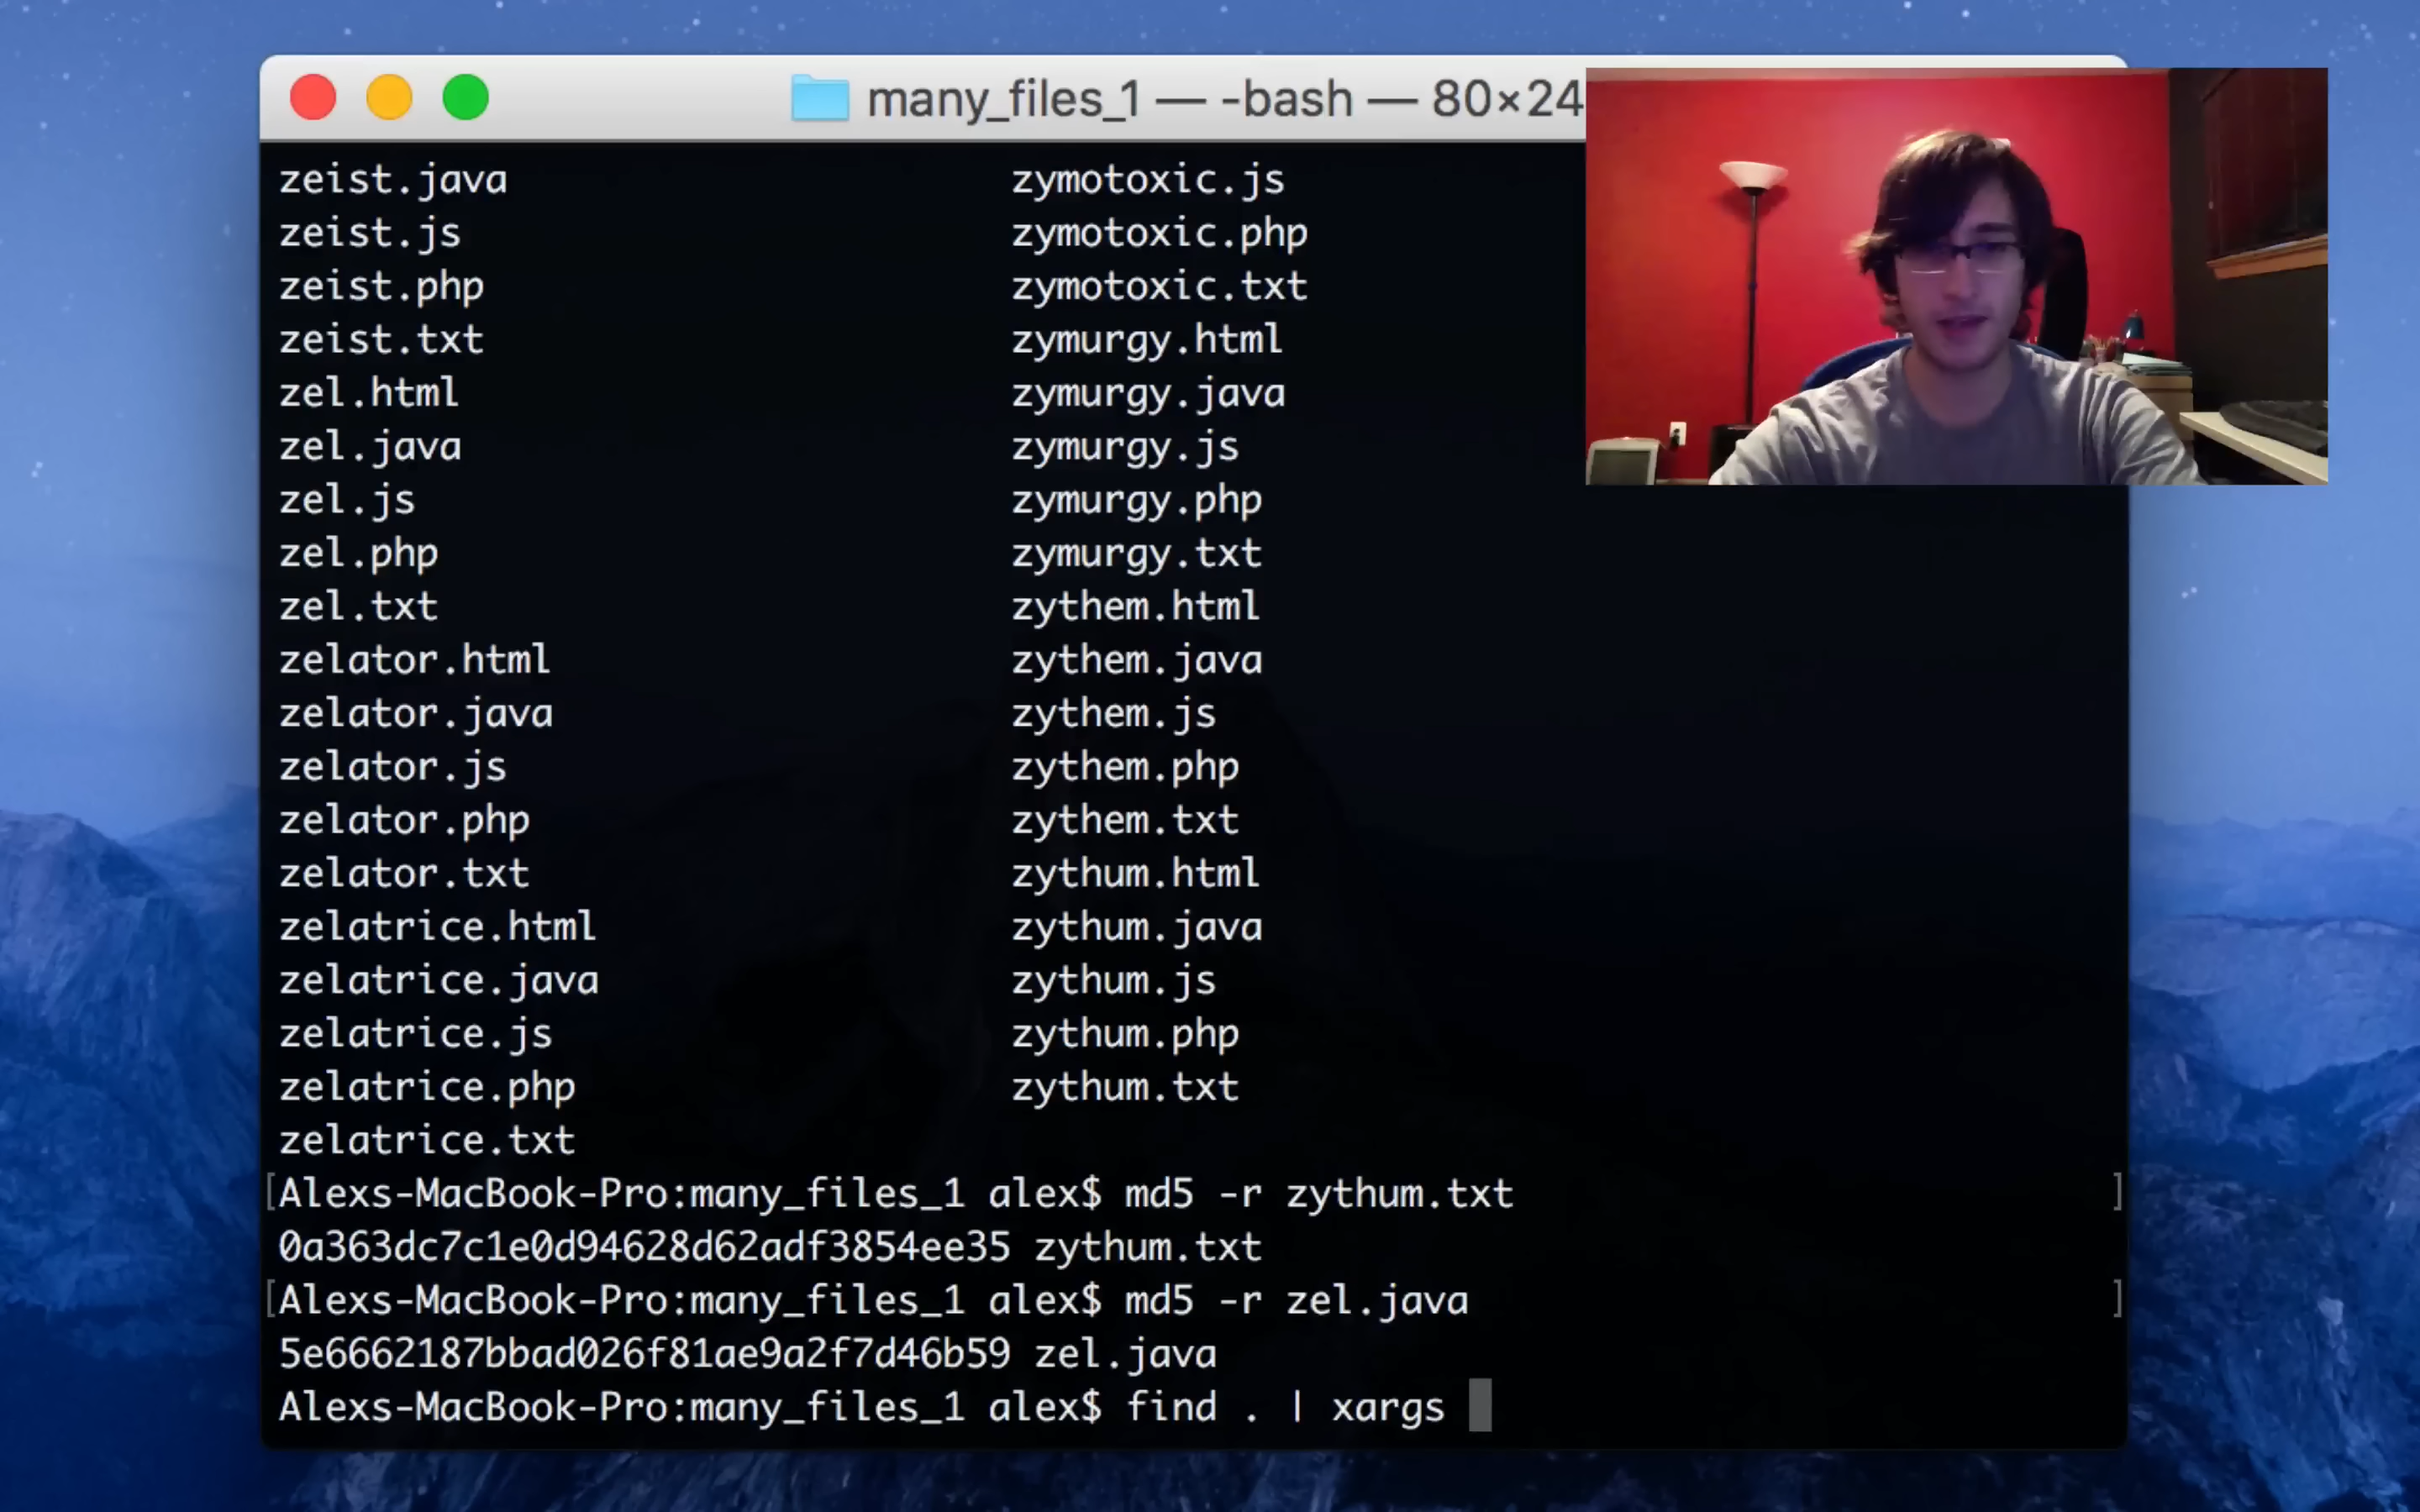 many_files_1 — -bash — 80×24
zeist.java zymotoxic.js
zeist.js zymotoxic.php
zeist.php zymotoxic.txt
zeist.txt zymurgy.html
zel.html zymurgy.java
zel.java zymurgy.js
zel.js zymurgy.php
zel.php zymurgy.txt
zel.txt zythem.html
zelator.html zythem.java
zelator.java zythem.js
zelator.js zythem.php
zelator.php zythem.txt
zelator.txt zythum.html
zelatrice.html zythum.java
zelatrice.java zythum.js
zelatrice.js zythum.php
zelatrice.php zythum.txt
zelatrice.txt
[Alexs-MacBook-Pro:many_files_1 alex$ md5 -r zythum.txt ]
0a363dc7c1e0d94628d62adf3854ee35 zythum.txt
[Alexs-MacBook-Pro:many_files_1 alex$ md5 -r zel.java ]
5e6662187bbad026f81ae9a2f7d46b59 zel.java
Alexs-MacBook-Pro:many_files_1 alex$ find . | xargs